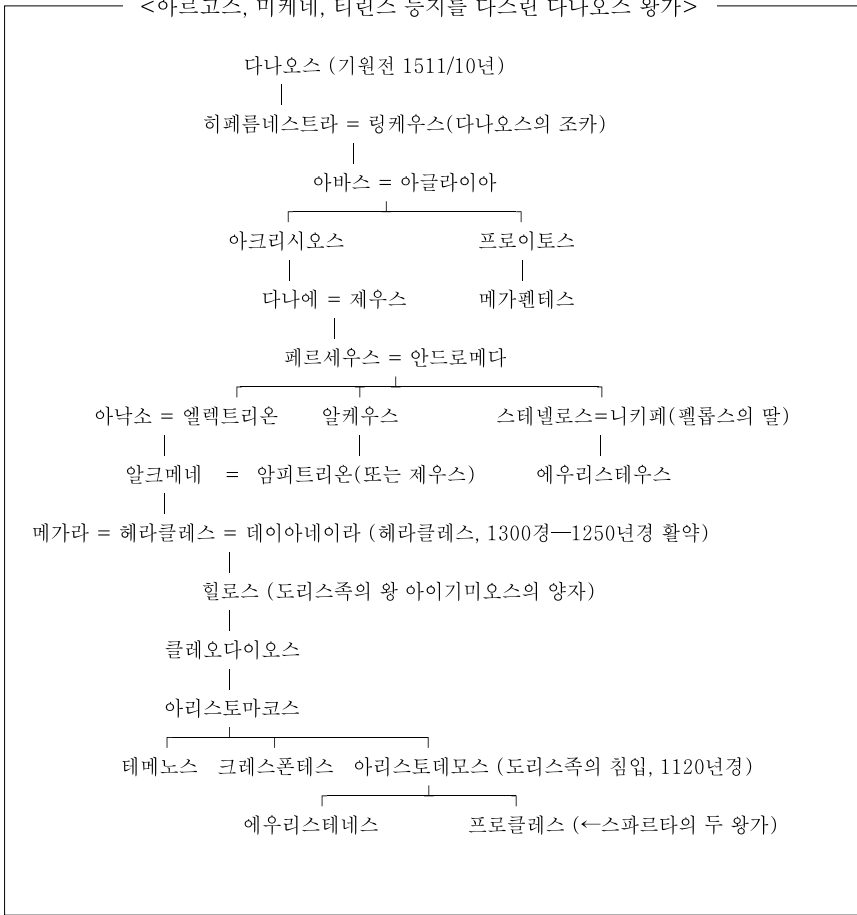 <아르고스, 미케네, 티린스 등지를 다스린 다나오스 왕가>
다나오스 (기원전 1511/10년)
히페름네스트라 = 링케우스(다나오스의 조카)
아바스 = 아글라이아
아크리시오스 프로이토스
다나에 = 제우스 메가펜테스
페르세우스 = 안드로메다
아낙소 = 엘렉트리온 알케우스 스테넬로스=니키페(펠롭스의 딸)
알크메네 = 암피트리온(또는 제우스) 에우리스테우스
메가라 = 헤라클레스 = 데이아네이라 (헤라클레스, 1300경—1250년경 활약)
힐로스 (도리스족의 왕 아이기미오스의 양자)
클레오다이오스
아리스토마코스
테메노스 크레스폰테스 아리스토데모스 (도리스족의 침입, 1120년경)
에우리스테네스 프로클레스 (←스파르타의 두 왕가)